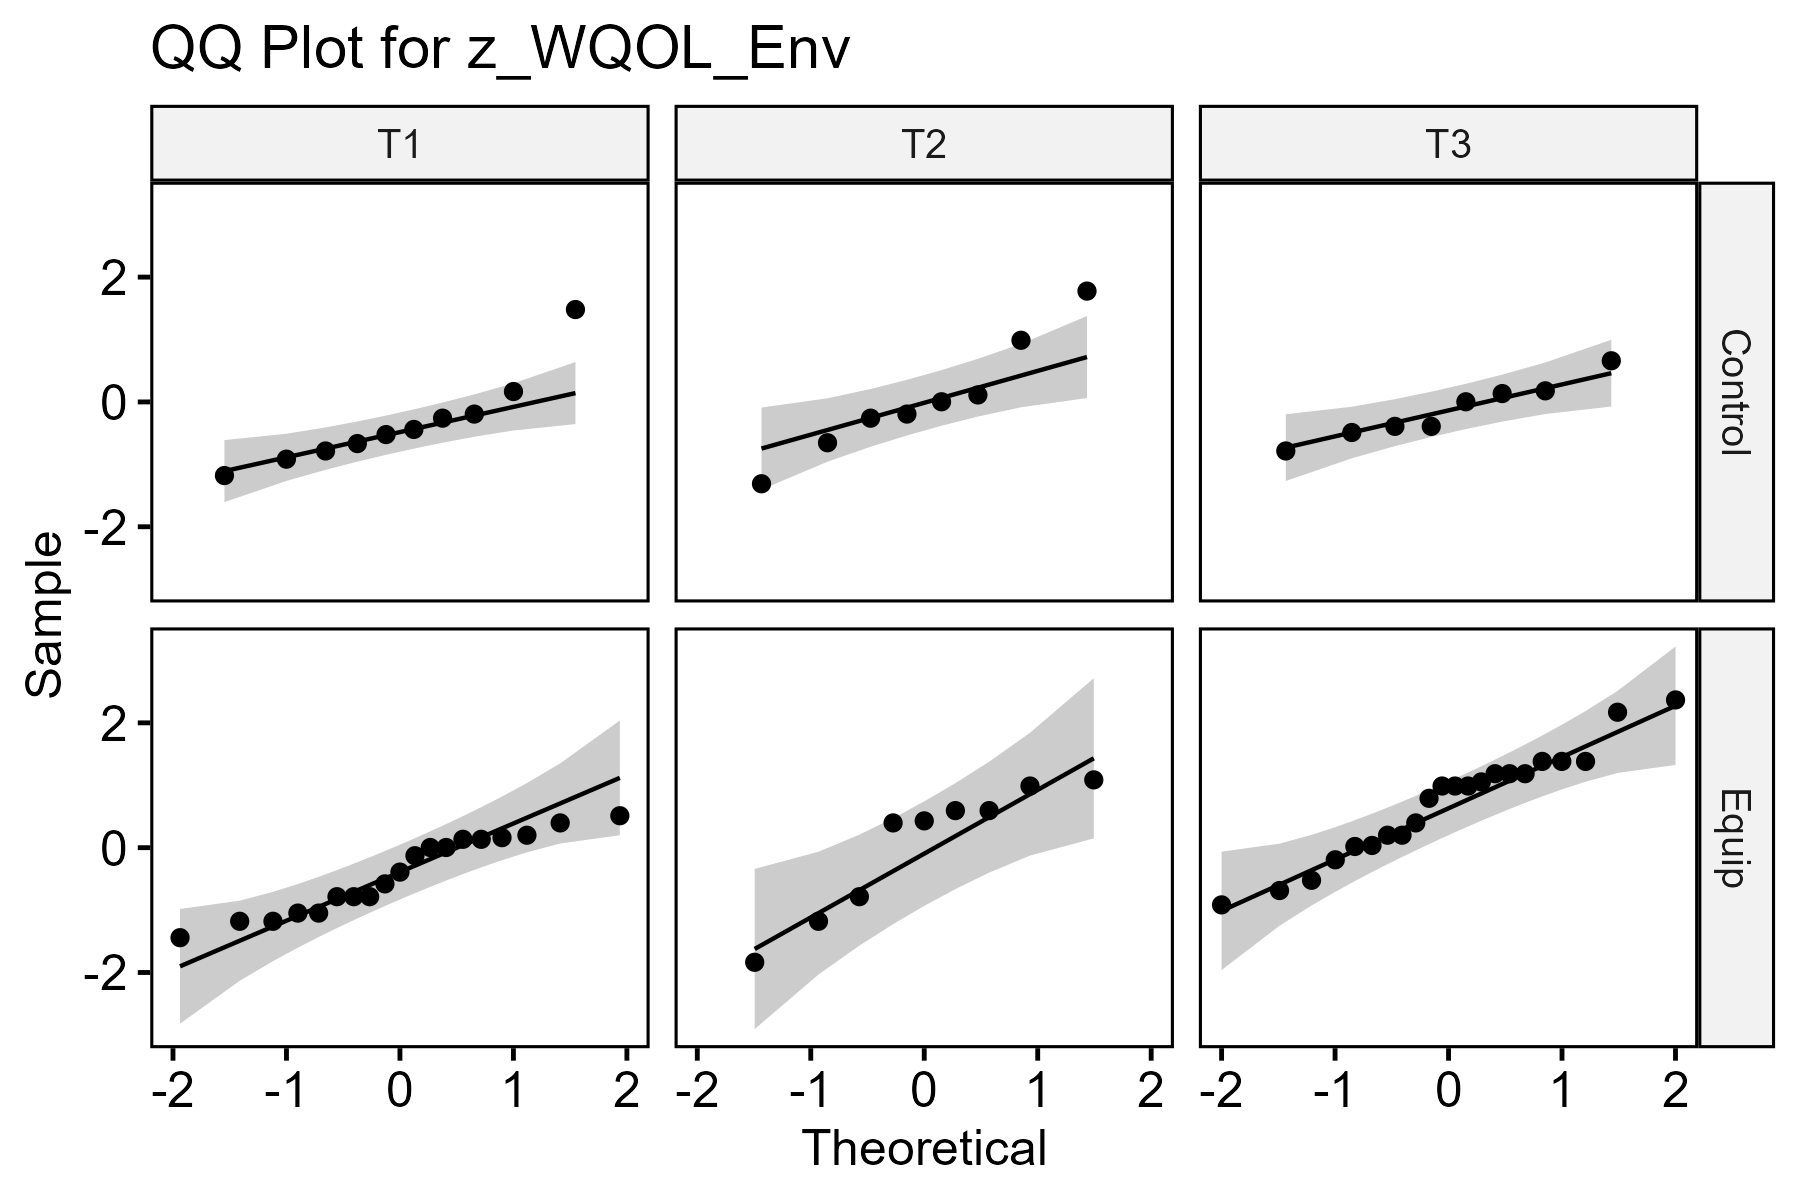 QQ Plot for z_WQOL_Env
T1 T2 T3
2
0
-2
Control
Sample
2
0
-2
Equip
-2 -1 0 1 2 -2 -1 0 1 2 -2 -1 0 1 2
Theoretical